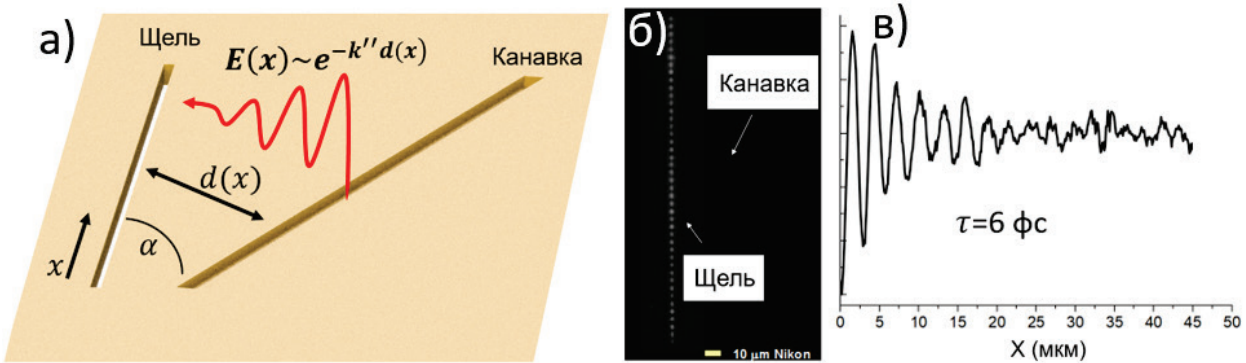 а)
Щель
E(x)~e^{-k''d(x)}
Канавка
d(x)
x
α
б)
Канавка
Щель
10 μm Nikon
в)
τ=6 фс
0 5 10 15 20 25 30 35 40 45 50
X (мкм)